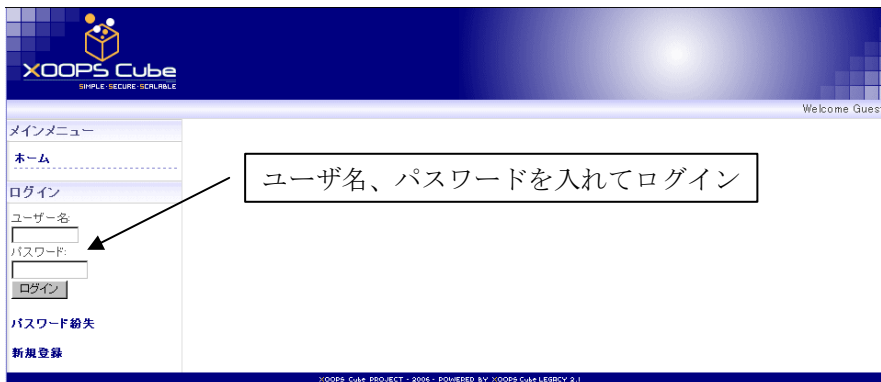 XOOPS Cube
SIMPLE·SECURE·SCALABLE
Welcome Gues
メインメニュー
ホーム
ユーザ名、パスワードを入れてログイン
ログイン
ユーザー名:
パスワード:
ログイン
パスワード紛失
新規登録
XOOPS Cube PROJECT - 2006 - POWERED BY XOOPS Cube LEGACY 2.1